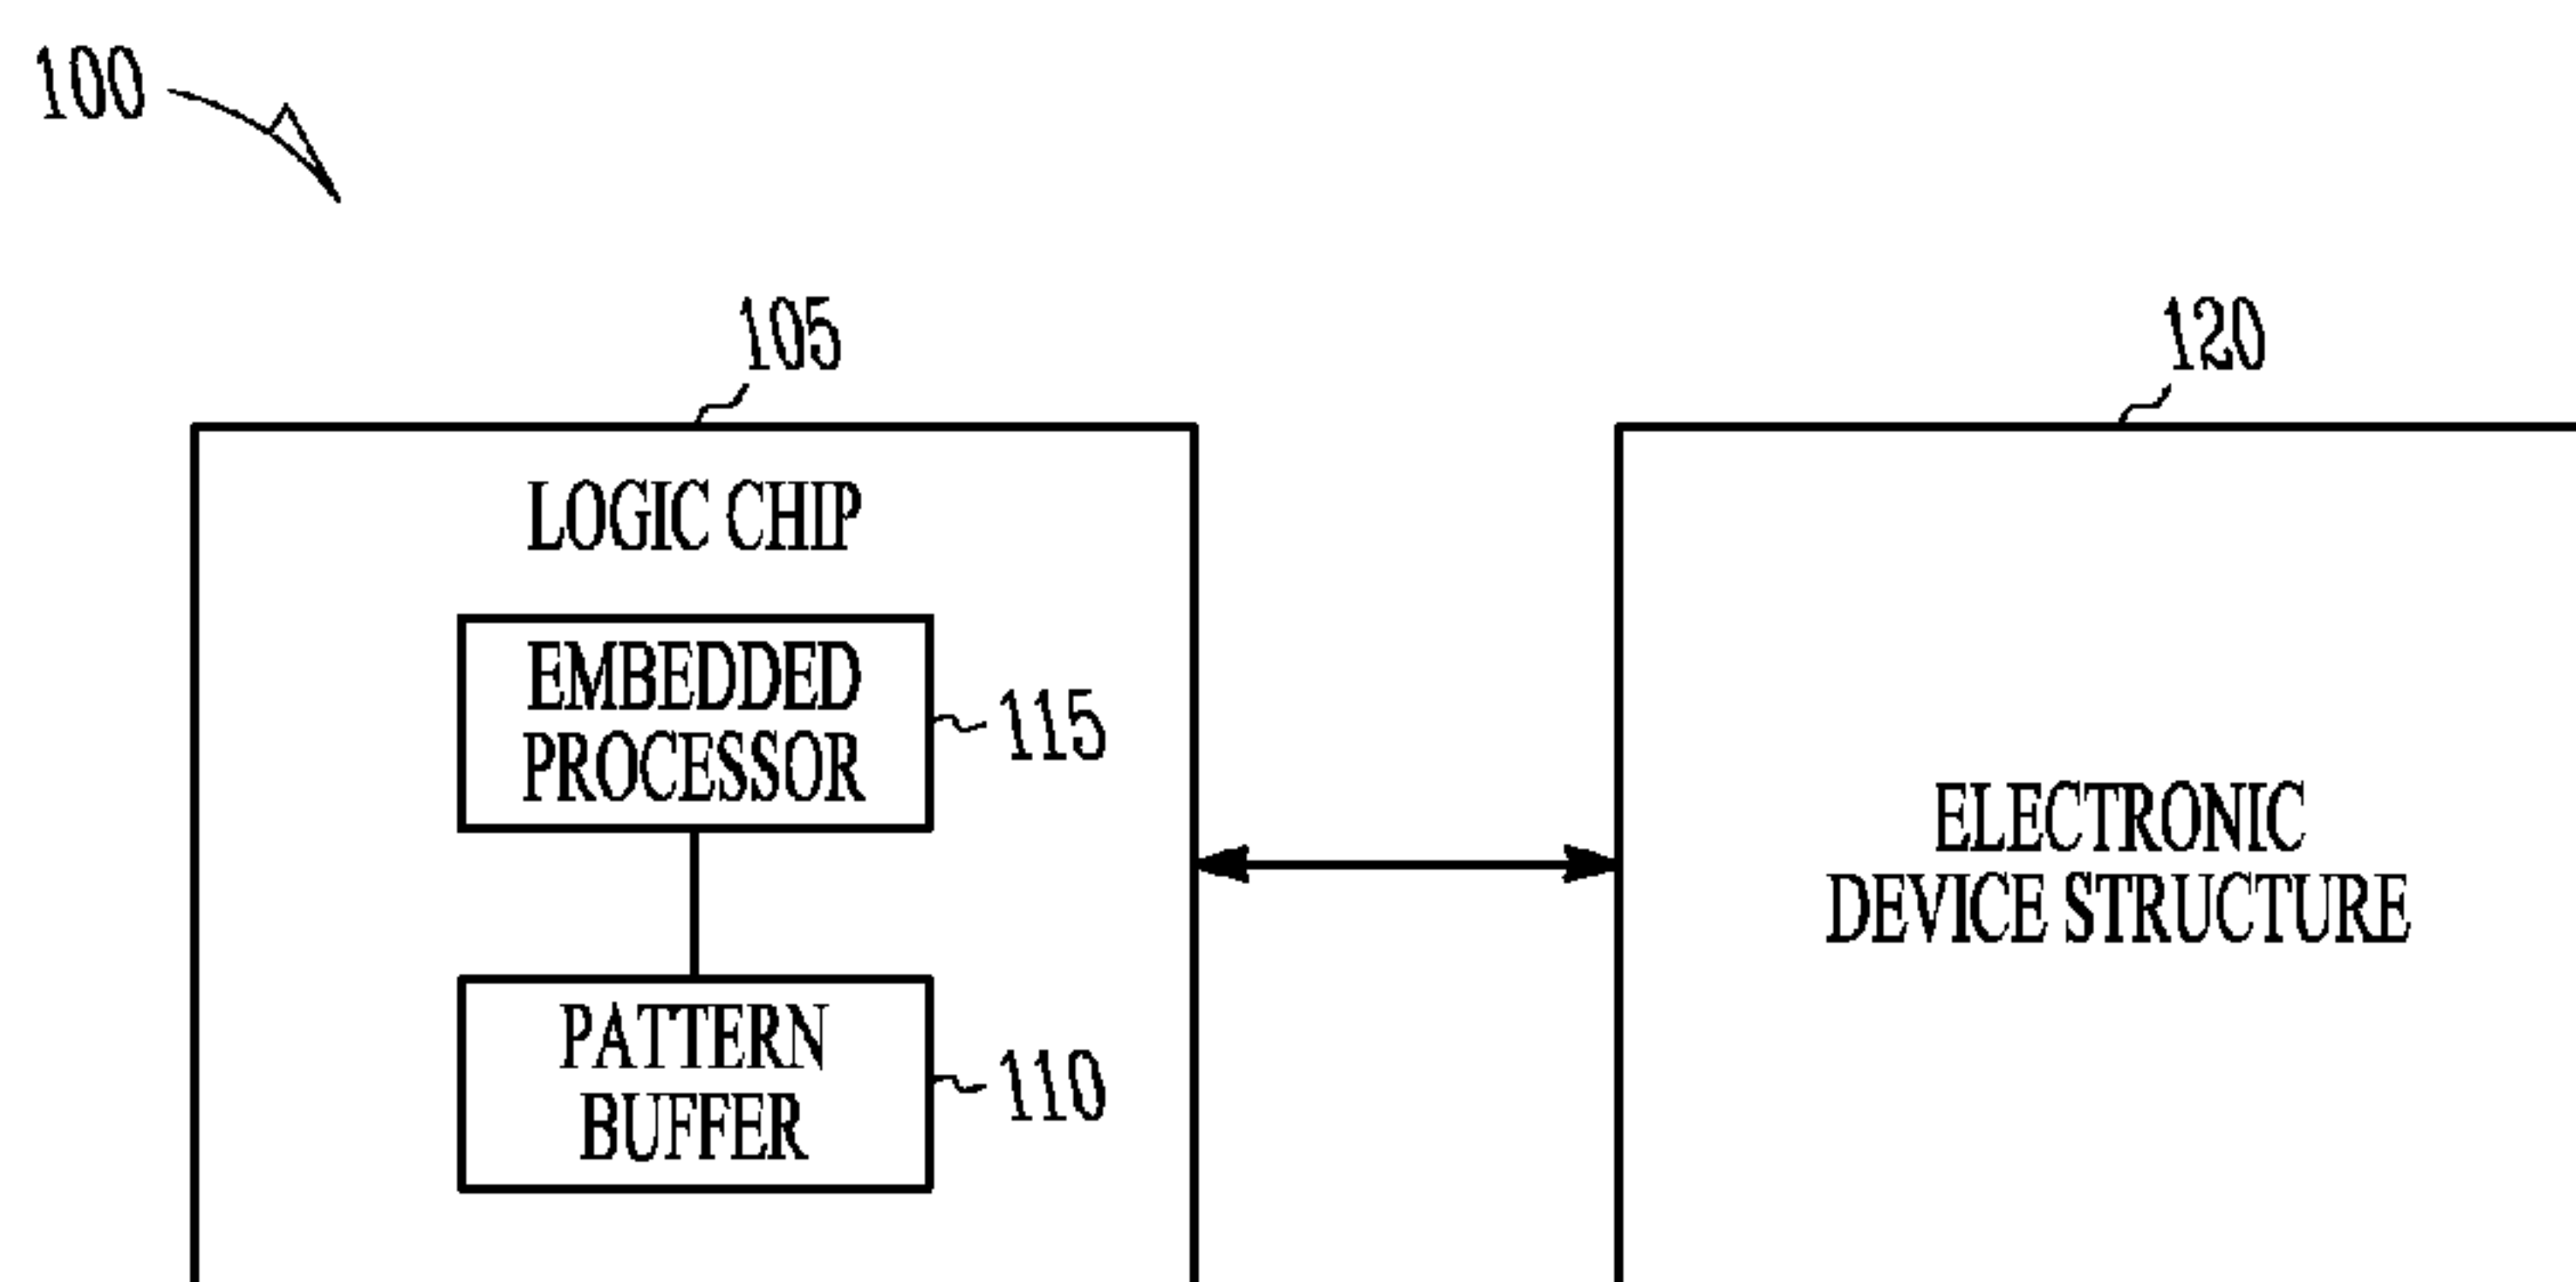 100
105
120
LOGIC CHIP
EMBEDDED
PROCESSOR
115
ELECTRONIC
DEVICE STRUCTURE
PATTERN
BUFFER
110